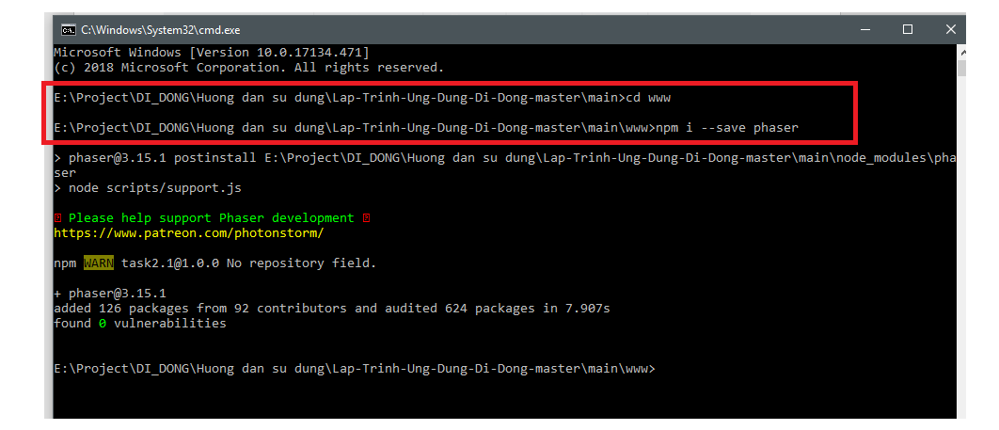 C:\Windows\System32\cmd.exe
Microsoft Windows [Version 10.0.17134.471]
(c) 2018 Microsoft Corporation. All rights reserved.
E:\Project\DI_DONG\Huong dan su dung\Lap-Trinh-Ung-Dung-Di-Dong-master\main>cd www
E:\Project\DI_DONG\Huong dan su dung\Lap-Trinh-Ung-Dung-Di-Dong-master\main\www>npm i --save phaser
> phaser@3.15.1 postinstall E:\Project\DI_DONG\Huong dan su dung\Lap-Trinh-Ung-Dung-Di-Dong-master\main\node_modules\pha
ser
> node scripts/support.js
Please help support Phaser development
https://www.patreon.com/photonstorm/
npm WARN task2.1@1.0.0 No repository field.
+ phaser@3.15.1
added 126 packages from 92 contributors and audited 624 packages in 7.907s
found 0 vulnerabilities
E:\Project\DI_DONG\Huong dan su dung\Lap-Trinh-Ung-Dung-Di-Dong-master\main\www>